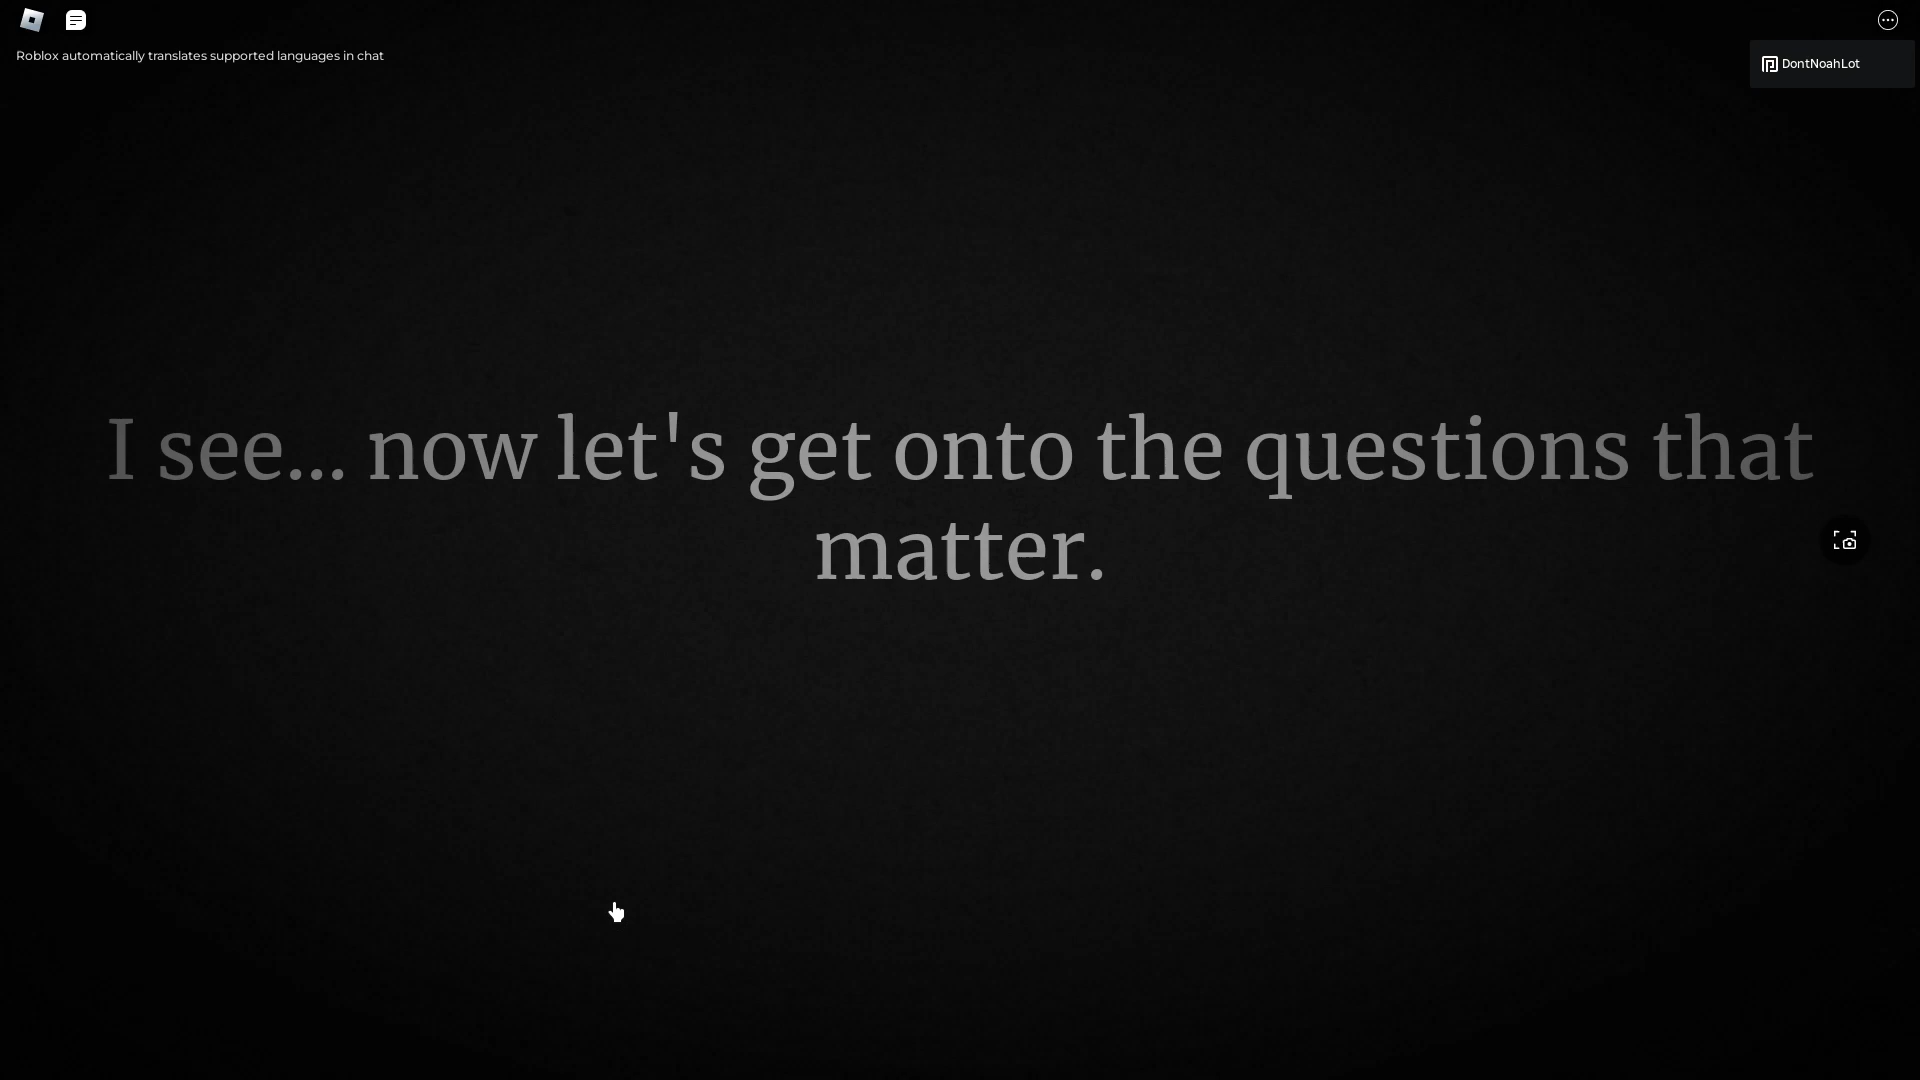 Roblox automatically translates supported languages in chat
DontNoahLot
I see... now let's get onto the questions that
matter.